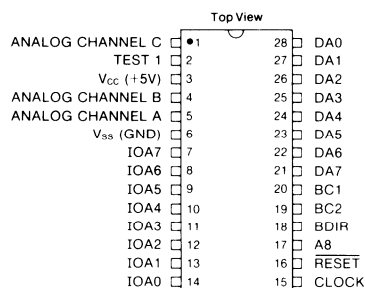 Top View
ANALOG CHANNEL C 1 28 DA0
TEST 1 2 27 DA1
Vcc (+5V) 3 26 DA2
ANALOG CHANNEL B 4 25 DA3
ANALOG CHANNEL A 5 24 DA4
Vss (GND) 6 23 DA5
IOA7 7 22 DA6
IOA6 8 21 DA7
IOA5 9 20 BC1
IOA4 10 19 BC2
IOA3 11 18 BDIR
IOA2 12 17 A8
IOA1 13 16 RESET
IOA0 14 15 CLOCK